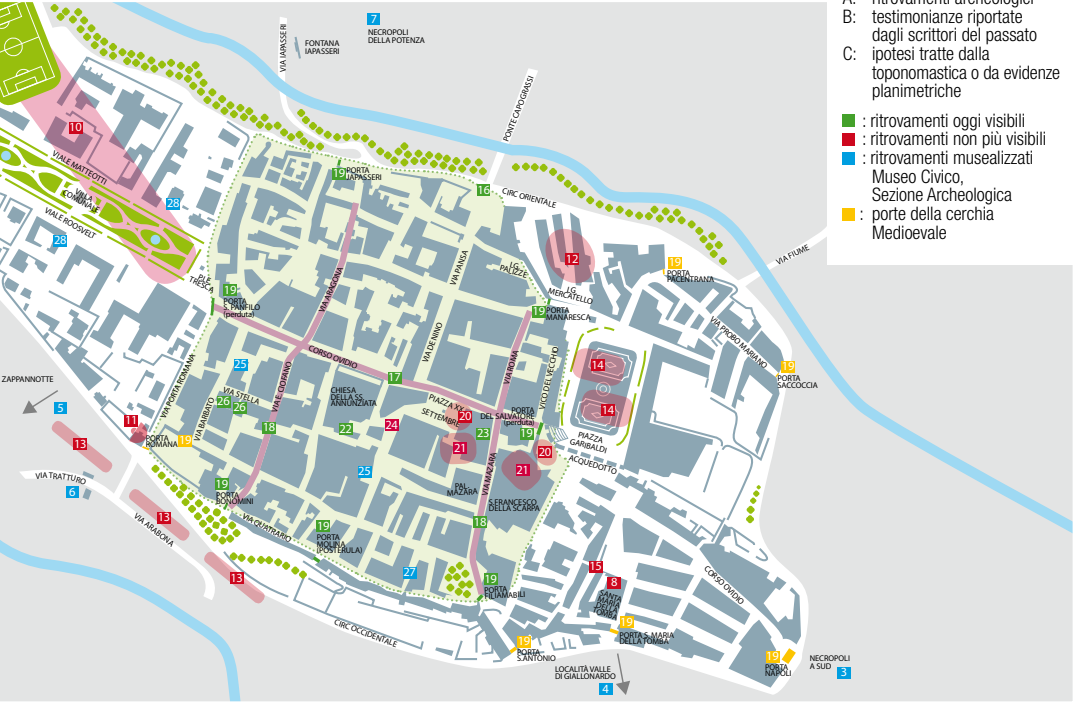 A: ritrovamenti archeologici
B: testimonianze riportate
dagli scrittori del passato
C: ipotesi tratte dalla
toponomastica o da evidenze
planimetriche
: ritrovamenti oggi visibili
: ritrovamenti non più visibili
: ritrovamenti musealizzati
Museo Civico,
Sezione Archeologica
: porte della cerchia
Medioevale
7
NECROPOLI
DELLA POTENZA
VIA IAPASSERI
FONTANA
IAPASSERI
PONTE CAPOGRASSI
10
VIALE MATTEOTTI
VILLA
COMUNALE
VIALE ROOSVELT
28
28
19
PORTA
IAPASSERI
16
CIRC ORIENTALE
12
LG.
PALIZZE
LG.
MERCATELLO
19
PORTA
PACENTRANA
VIA FIUME
P.LE
TRESCA
19
PORTA
S. PANFILO
(perduta)
VIA ARAGONA
VIA PANSA
19
PORTA
MANARESCA
VIA PROBO MARIANO
19
PORTA
SACCOCCIA
CORSO OVIDIO
VIA DE NINO
VIA ROMA
VICO DEL VECCHIO
14
14
25
17
VIA PORTA ROMANA
VIA STELLA
26
26
VIA BARBATO
VIA E. CIOFANO
18
CHIESA
DELLA SS.
ANNUNZIATA
22
24
PIAZZA XX
SETTEMBRE
20
PORTA
DEL SALVATORE
(perduta)
23
19
21
20
21
PIAZZA
GARIBALDI
ACQUEDOTTO
ZAPPANNOTTE
5
11
13
PORTA
ROMANA
19
VIA TRATTURO
6
13
VIA ARABONA
13
25
PAL.
MAZARA
VIA MAZARA
S.FRANCESCO
DELLA SCARPA
19
PORTA
BONOMINI
VIA QUATRARIO
19
PORTA
MOLINA
(POSTERULA)
18
27
19
PORTA
FILIAMABILI
15
8
SANTA
MARIA
DELLA
TOMBA
CORSO OVIDIO
CIRC OCCIDENTALE
19
PORTA
S.ANTONIO
19
PORTA S. MARIA
DELLA TOMBA
LOCALITÀ VALLE
DI GIALLONARDO
4
19
PORTA
NAPOLI
NECROPOLI
A SUD
3